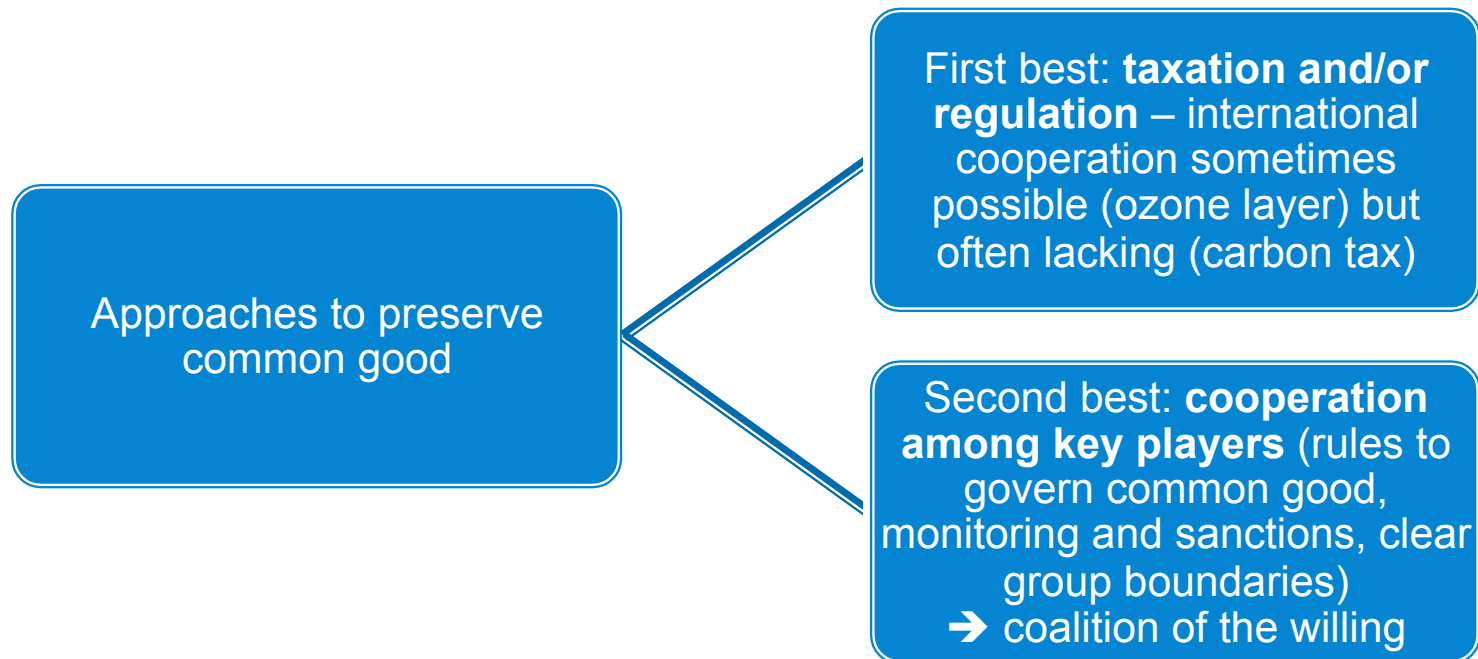 Approaches to preserve
common good
First best: taxation and/or
regulation – international
cooperation sometimes
possible (ozone layer) but
often lacking (carbon tax)
Second best: cooperation
among key players (rules to
govern common good,
monitoring and sanctions, clear
group boundaries)
➔ coalition of the willing